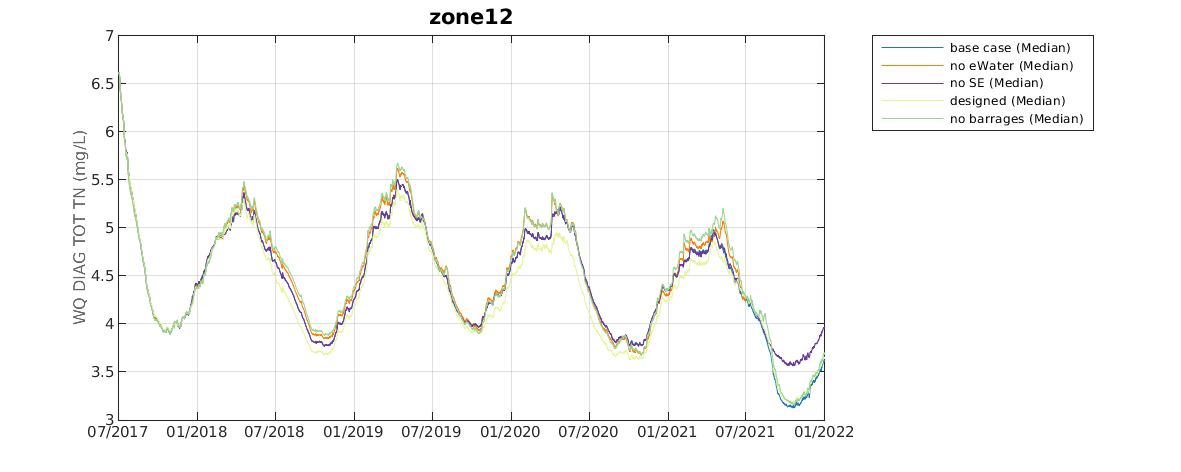 zone12
WQ DIAG TOT TN (mg/L)
7
6.5
6
5.5
5
4.5
4
3.5
3
07/2017 01/2018 07/2018 01/2019 07/2019 01/2020 07/2020 01/2021 07/2021 01/2022
base case (Median)
no eWater (Median)
no SE (Median)
designed (Median)
no barrages (Median)